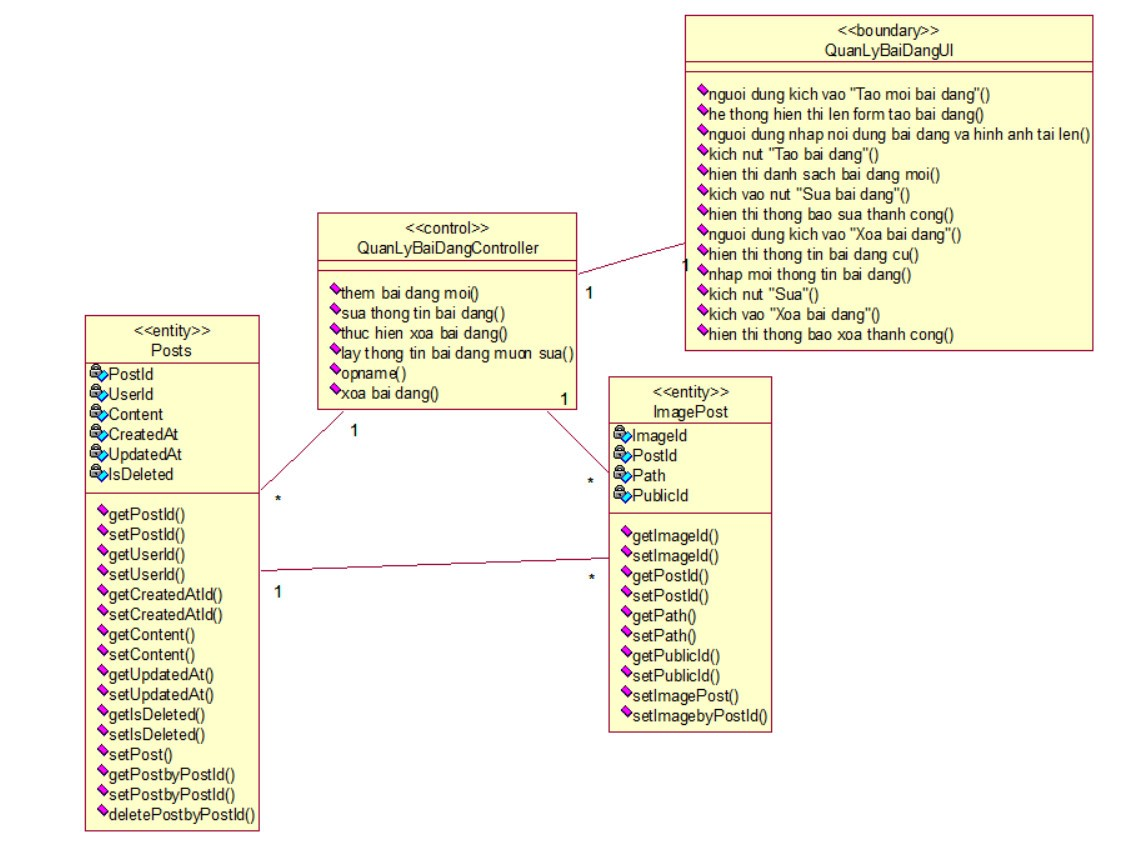 <<boundary>>
QuanLyBaiDangUI
nguoi dung kich vao "Tao moi bai dang"()
he thong hien thi len form tao bai dang()
nguoi dung nhap noi dung bai dang va hinh anh tai len()
kich nut "Tao bai dang"()
hien thi danh sach bai dang moi()
kich vao nut "Sua bai dang"()
hien thi thong bao sua thanh cong()
nguoi dung kich vao "Xoa bai dang"()
hien thi thong tin bai dang cu()
nhap moi thong tin bai dang()
kich nut "Sua"()
kich vao "Xoa bai dang"()
hien thi thong bao xoa thanh cong()
1
1
<<control>>
QuanLyBaiDangController
them bai dang moi()
sua thong tin bai dang()
thuc hien xoa bai dang()
lay thong tin bai dang muon sua()
opname()
xoa bai dang()
1
1
*
*
<<entity>>
Posts
PostId
UserId
Content
CreatedAt
UpdatedAt
IsDeleted
getPostId()
setPostId()
getUserId()
setUserId()
getCreatedAtId()
setCreatedAtId()
getContent()
setContent()
getUpdatedAt()
setUpdatedAt()
getIsDeleted()
setIsDeleted()
setPost()
getPostbyPostId()
setPostbyPostId()
deletePostbyPostId()
1
*
<<entity>>
ImagePost
ImageId
PostId
Path
PublicId
getImageId()
setImageId()
getPostId()
setPostId()
getPath()
setPath()
getPublicId()
setPublicId()
setImagePost()
setImagebyPostId()